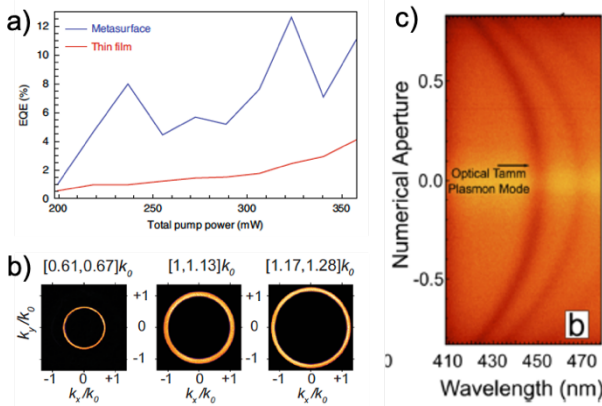 a)
12
10
8
6
4
2
0
EQE (%)
Metasurface
Thin film
200
250
300
350
Total pump power (mW)
b)
[0.61,0.67]k0
[1,1.13]k0
[1.17,1.28]k0
ky/k0
+1
0
-1
+1
0
-1
-1 0 +1
-1 0 +1
-1 0 +1
kx/k0
kx/k0
kx/k0
c)
Numerical Aperture
0.5
0.0
-0.5
Optical Tamm
Plasmon Mode
b
0
410 430 450 470
Wavelength (nm)